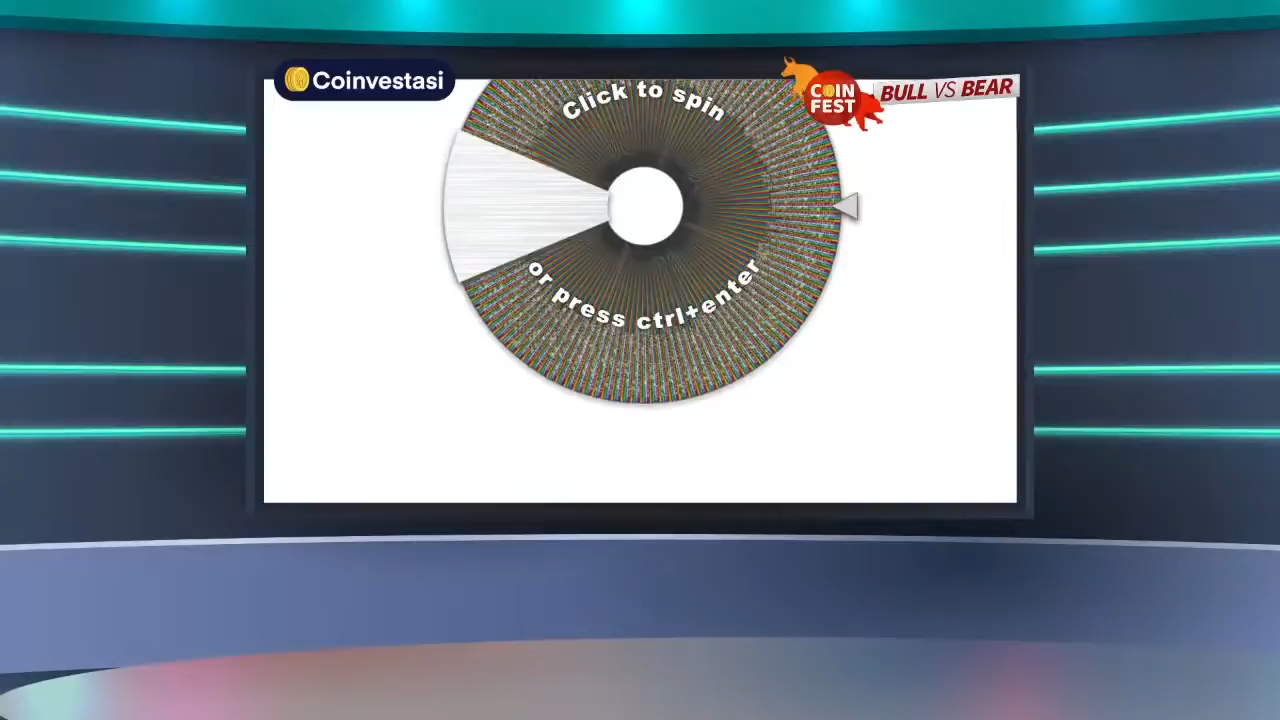 Coinvestasi
COIN
FEST
BULL VS BEAR
Click to spin
or press ctrl+enter